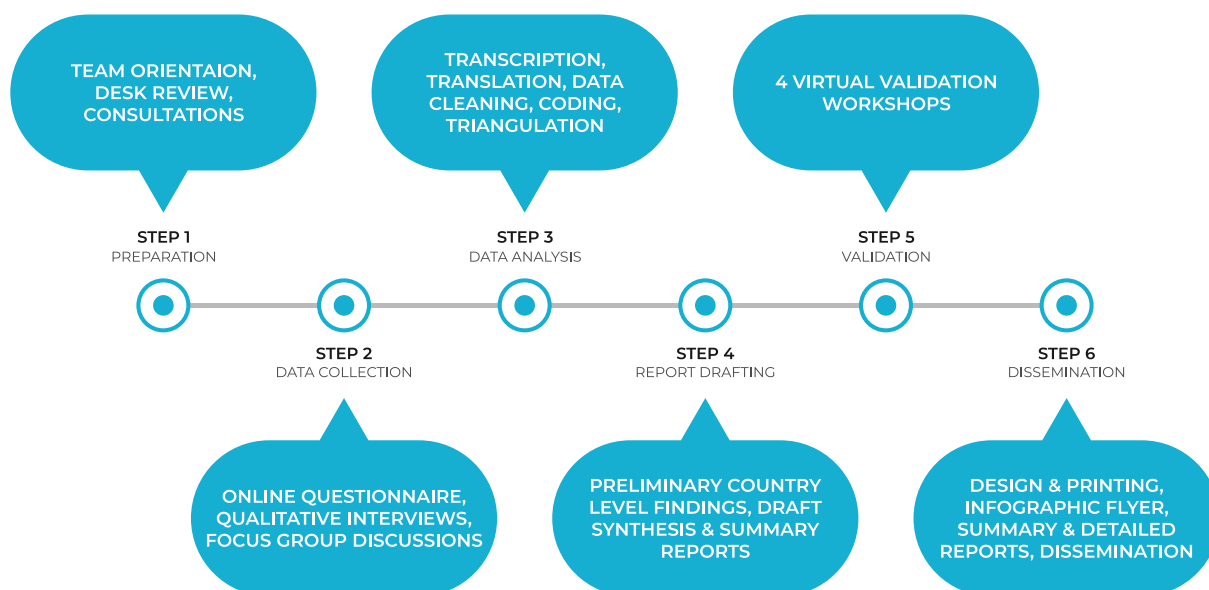 TEAM ORIENTAION,
DESK REVIEW,
CONSULTATIONS
STEP 1
PREPARATION
STEP 2
DATA COLLECTION
ONLINE QUESTIONNAIRE,
QUALITATIVE INTERVIEWS,
FOCUS GROUP DISCUSSIONS
TRANSCRIPTION,
TRANSLATION, DATA
CLEANING, CODING,
TRIANGULATION
STEP 3
DATA ANALYSIS
STEP 4
REPORT DRAFTING
PRELIMINARY COUNTRY
LEVEL FINDINGS, DRAFT
SYNTHESIS & SUMMARY
REPORTS
4 VIRTUAL VALIDATION
WORKSHOPS
STEP 5
VALIDATION
STEP 6
DISSEMINATION
DESIGN & PRINTING,
INFOGRAPHIC FLYER,
SUMMARY & DETAILED
REPORTS, DISSEMINATION